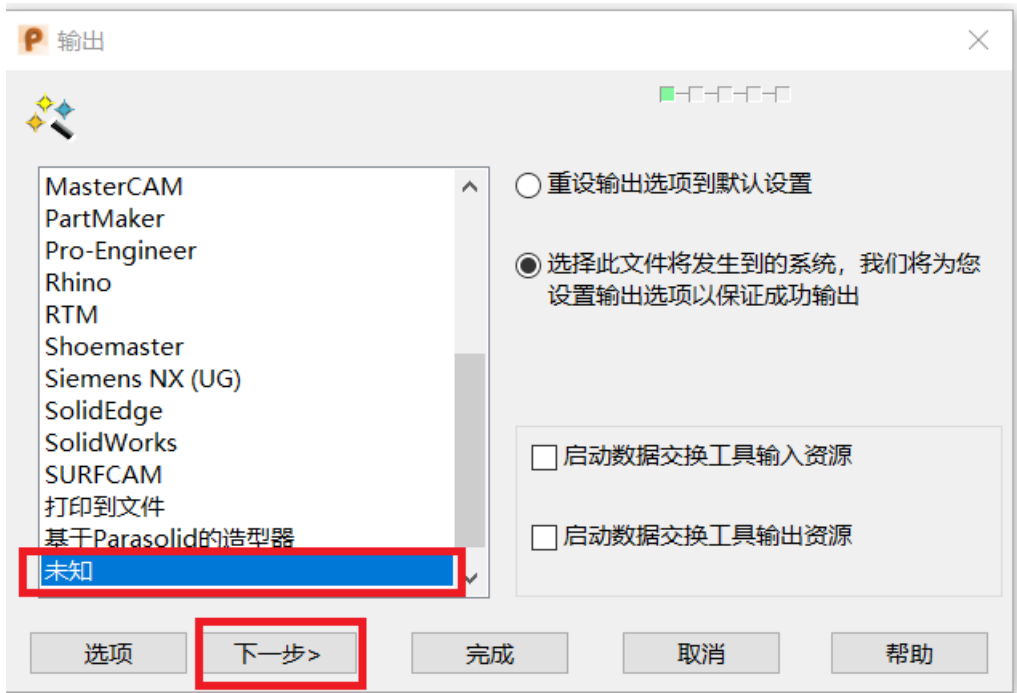 输出
MasterCAM
PartMaker
Pro-Engineer
Rhino
RTM
Shoemaster
Siemens NX (UG)
SolidEdge
SolidWorks
SURFCAM
打印到文件
基于Parasolid的造型器
未知
重设输出选项到默认设置
选择此文件将发生到的系统，我们将为您
设置输出选项以保证成功输出
启动数据交换工具输入资源
启动数据交换工具输出资源
选项
下一步>
完成
取消
帮助